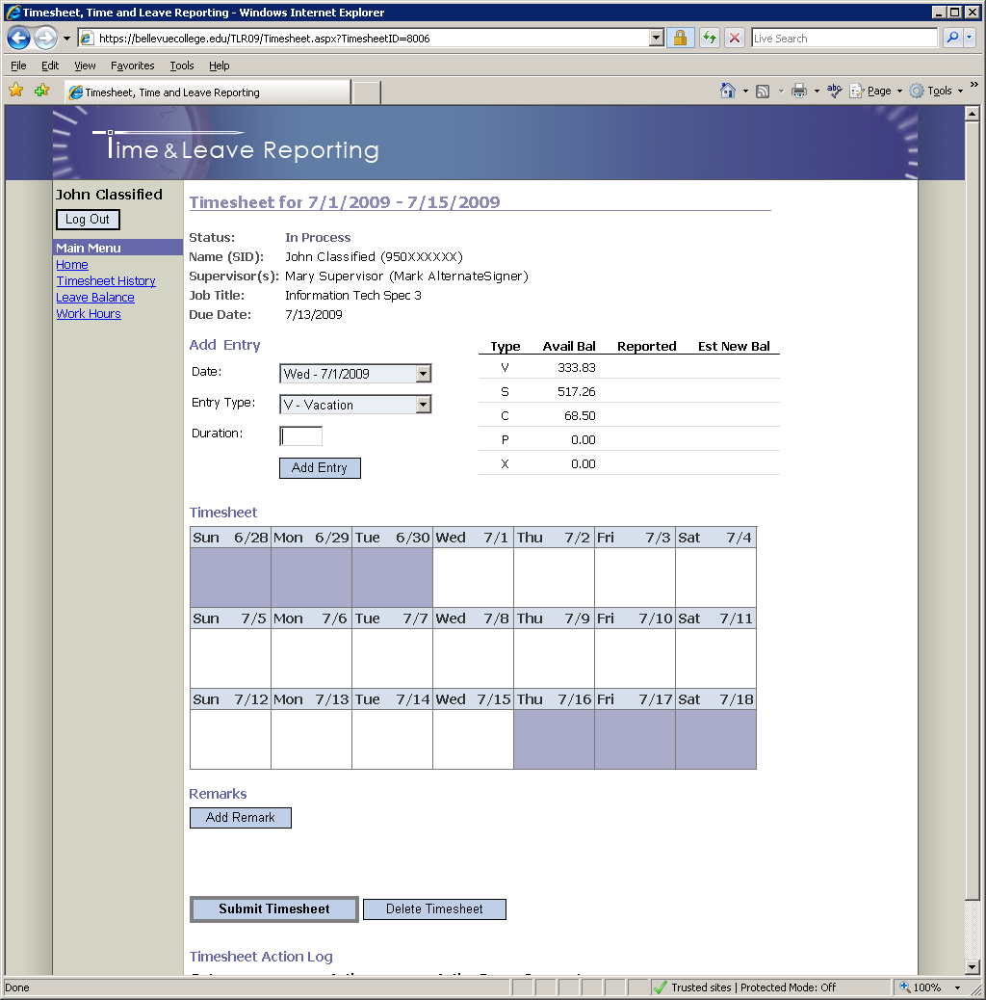 Timesheet, Time and Leave Reporting - Windows Internet Explorer
https://bellevuecollege.edu/TLR09/Timesheet.aspx?TimesheetID=8006
Live Search
File Edit View Favorites Tools Help
Timesheet, Time and Leave Reporting
Page Tools
Time & Leave Reporting
John Classified
Log Out
Main Menu
Home
Timesheet History
Leave Balance
Work Hours
Timesheet for 7/1/2009 - 7/15/2009
Status: In Process
Name (SID): John Classified (950XXXXXX)
Supervisor(s): Mary Supervisor (Mark AlternateSigner)
Job Title: Information Tech Spec 3
Due Date: 7/13/2009
Add Entry
Date: Wed - 7/1/2009
Entry Type: V - Vacation
Duration:
Add Entry
Type Avail Bal Reported Est New Bal
V 333.83
S 517.26
C 68.50
P 0.00
X 0.00
Timesheet
Sun 6/28 Mon 6/29 Tue 6/30 Wed 7/1 Thu 7/2 Fri 7/3 Sat 7/4
Sun 7/5 Mon 7/6 Tue 7/7 Wed 7/8 Thu 7/9 Fri 7/10 Sat 7/11
Sun 7/12 Mon 7/13 Tue 7/14 Wed 7/15 Thu 7/16 Fri 7/17 Sat 7/18
Remarks
Add Remark
Submit Timesheet Delete Timesheet
Timesheet Action Log
Done
Trusted sites | Protected Mode: Off
100%